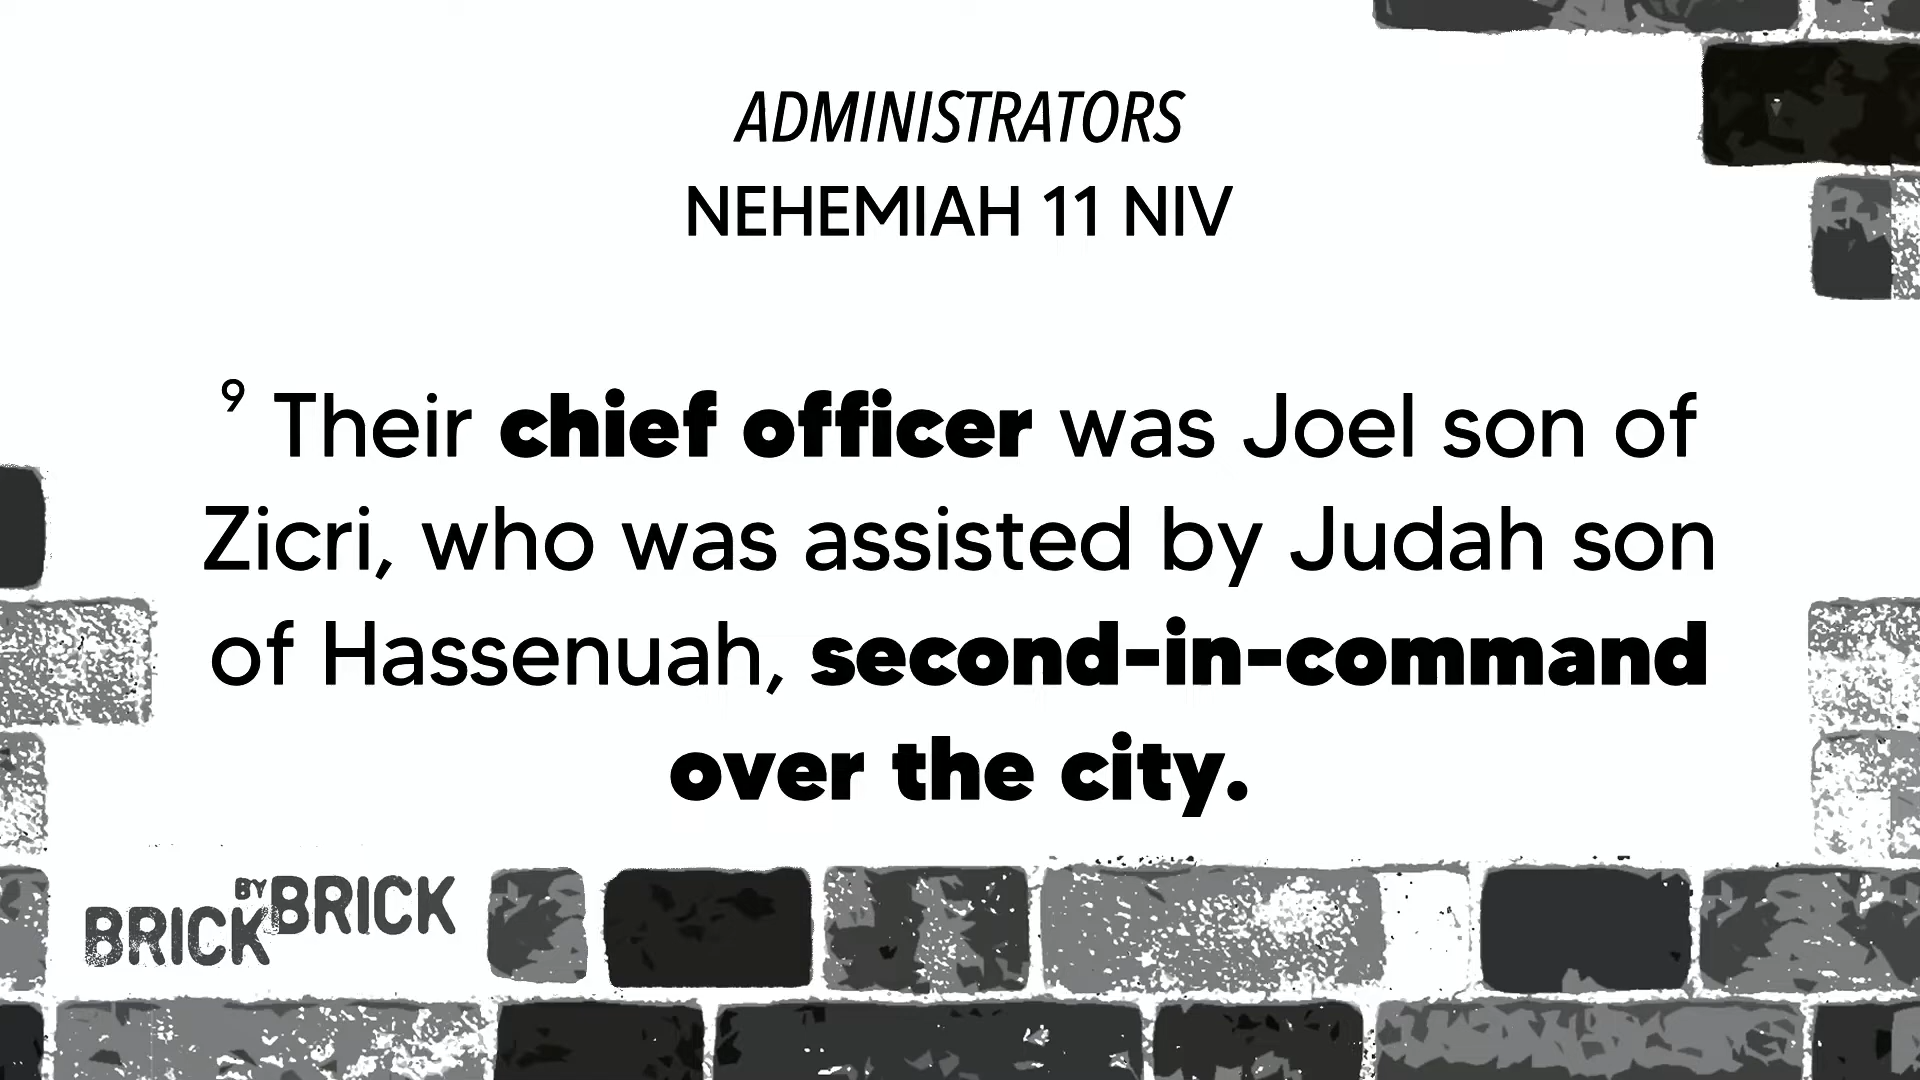 ADMINISTRATORS
NEHEMIAH 11 NIV
⁹ Their chief officer was Joel son of
Zicri, who was assisted by Judah son
of Hassenuah, second-in-command
over the city.
BRICK BY BRICK